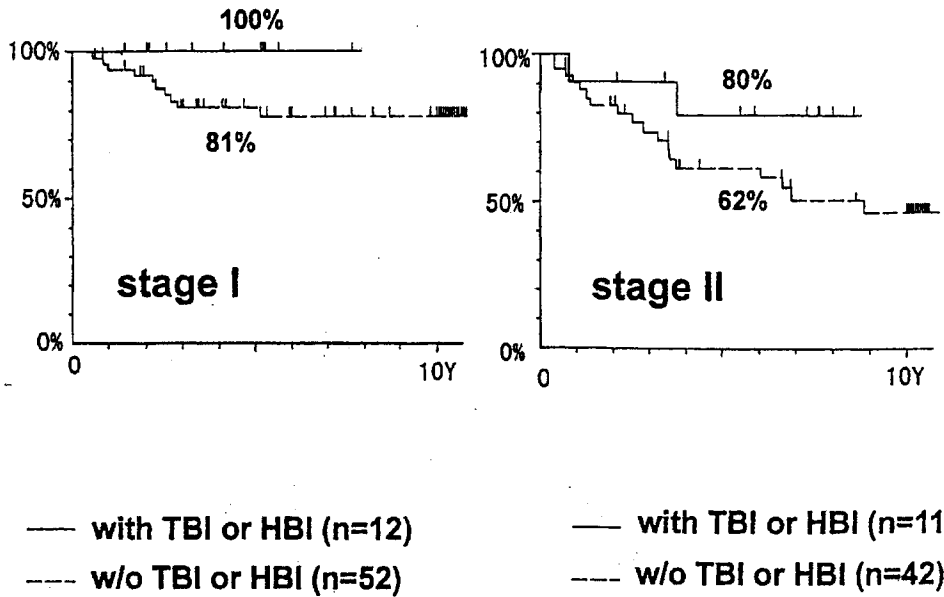 100%
100%
81%
50%
stage I
0%
0
10Y
100%
80%
50%
62%
stage II
0%
0
10Y
with TBI or HBI (n=12)
w/o TBI or HBI (n=52)
with TBI or HBI (n=11
w/o TBI or HBI (n=42)